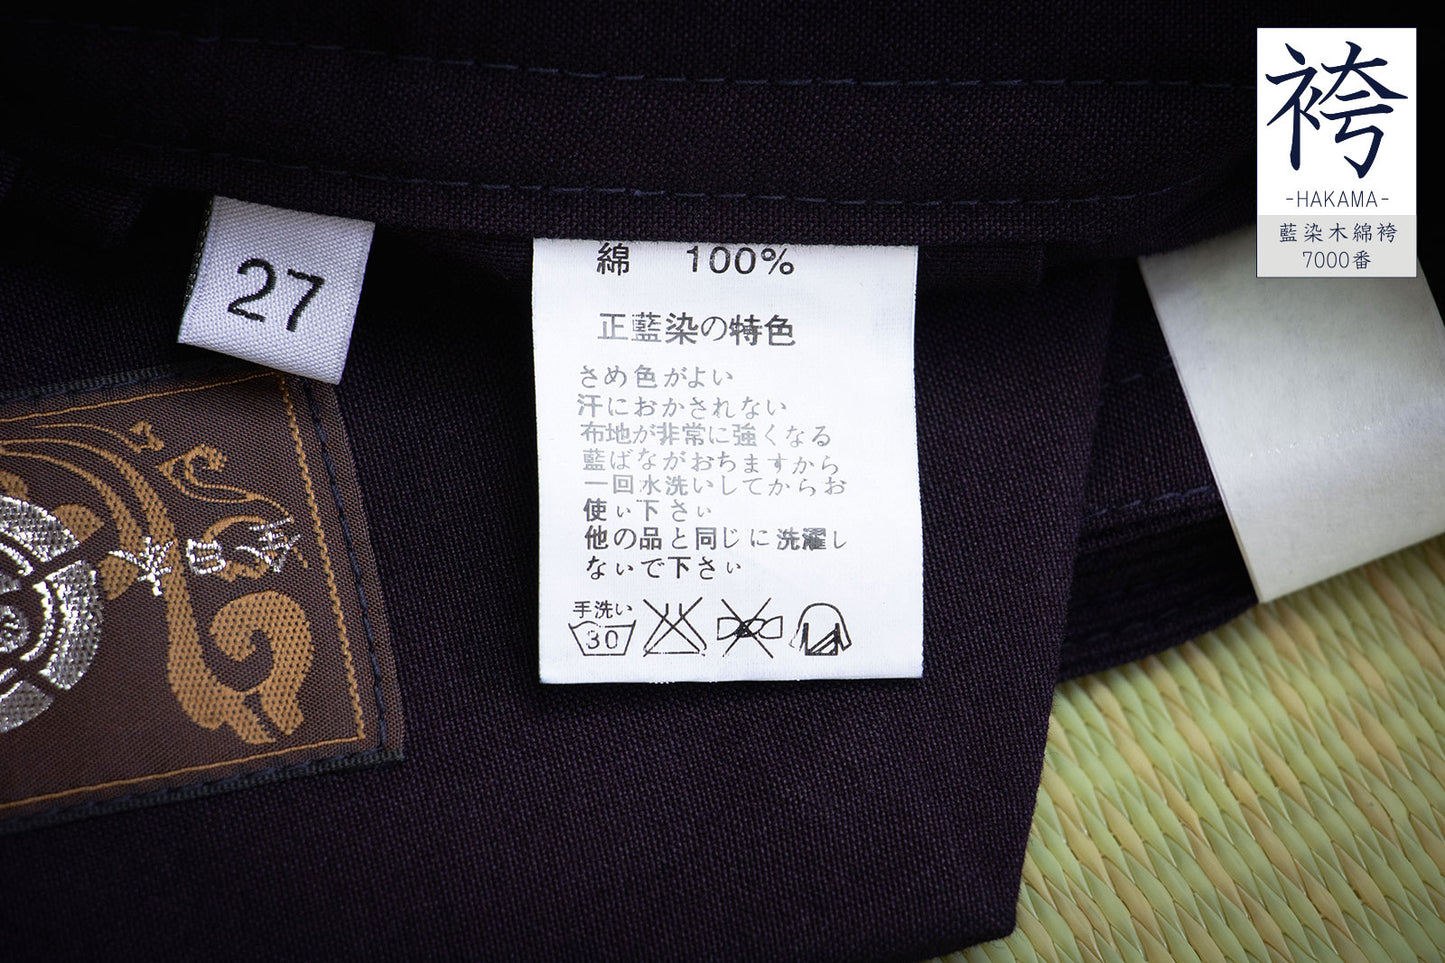 袴
-HAKAMA-
藍染木綿袴
7000番
27
綿 100%
正藍染の特色
さめ色がよい
汗におかされない
布地が非常に強くなる
藍ばながおちますから
一回水洗いしてからお
使い下さい
他の品と同じに洗濯し
ないで下さい
手洗い
30